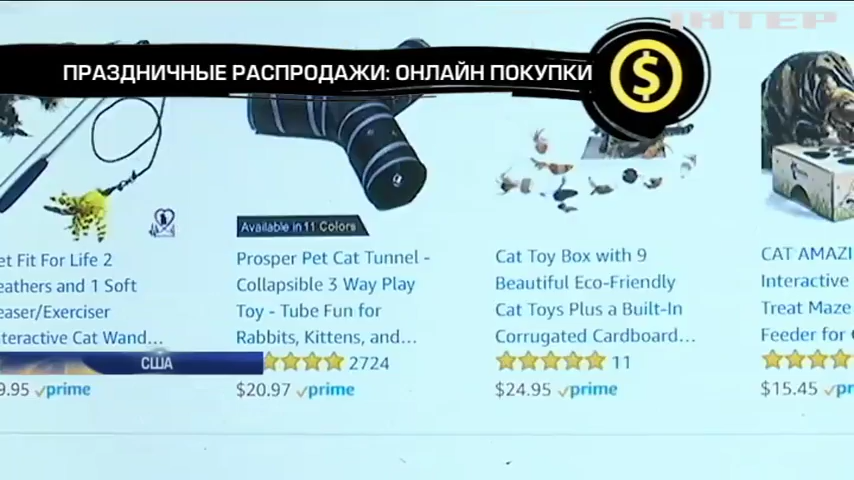 ІНТЕР
ПРАЗДНИЧНЫЕ РАСПРОДАЖИ: ОНЛАЙН ПОКУПКИ
$
Available in 11 Colors
et Fit For Life 2
eathers and 1 Soft
easer/Exerciser
teractive Cat Wand...
9.95 prime
Prosper Pet Cat Tunnel -
Collapsible 3 Way Play
Toy - Tube Fun for
Rabbits, Kittens, and...
2724
$20.97 prime
Cat Toy Box with 9
Beautiful Eco-Friendly
Cat Toys Plus a Built-In
Corrugated Cardboard...
11
$24.95 prime
CAT AMAZI
Interactive
Treat Maze
Feeder for
$15.45 pr
США